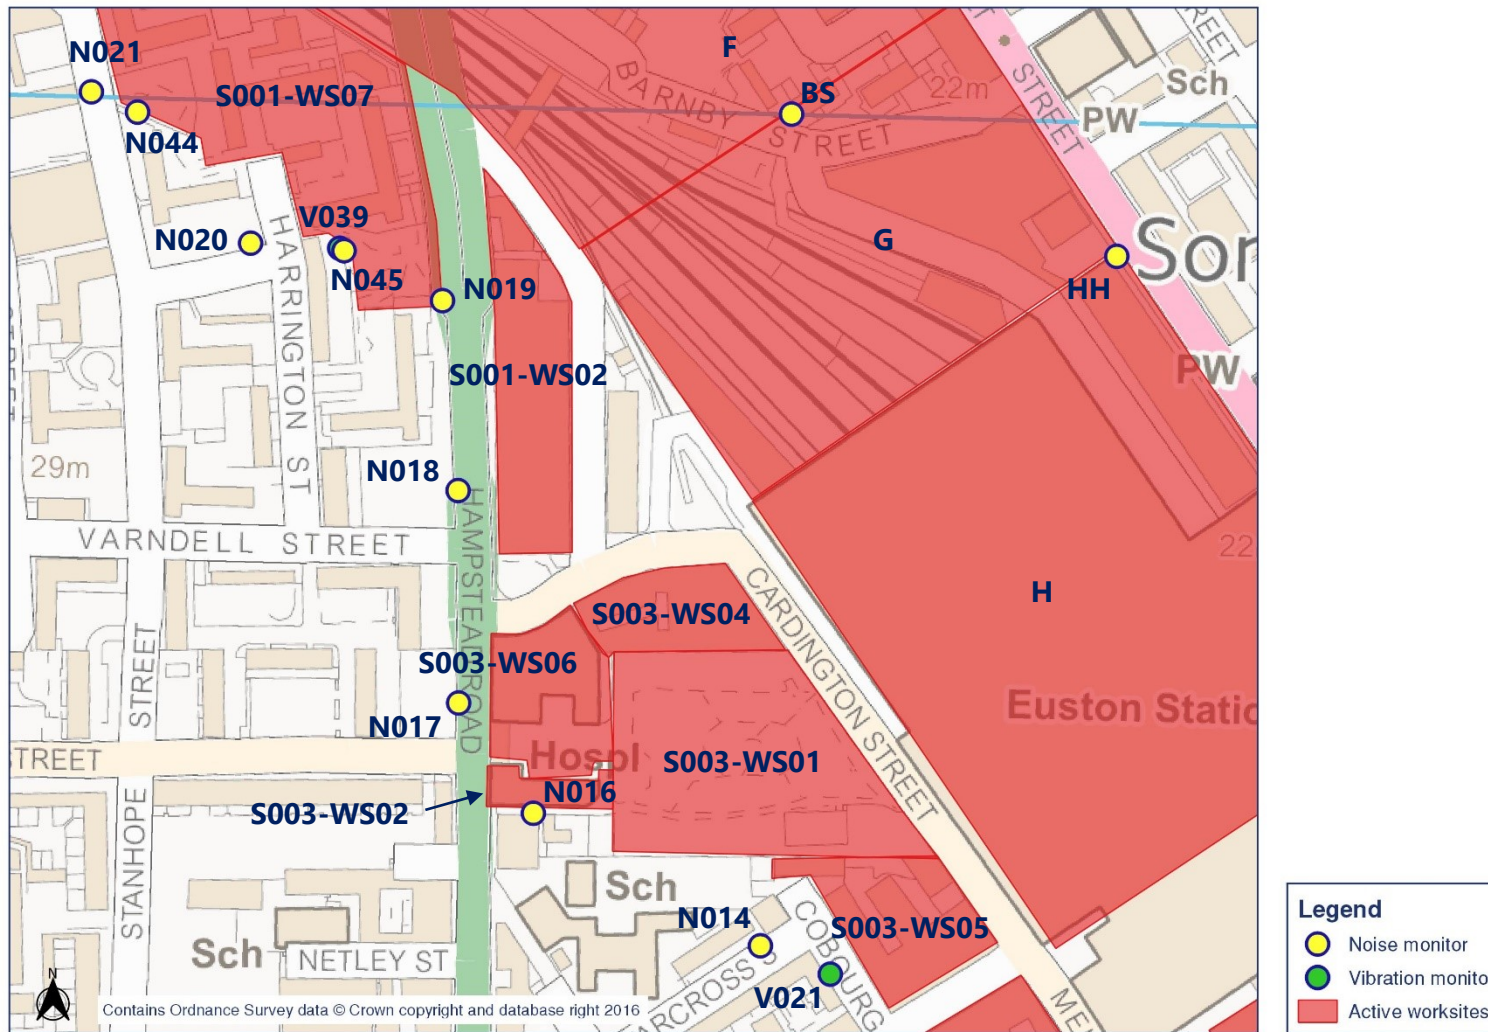 N021
S001-WS07
N044
F
BS
BARNBY STREET
22m
STREET
Sch
PW
STREET
V039
N020
N045
HARRINGTON ST
N019
G
HH
Sor
PW
S001-WS02
N018
29m
VARNDELL STREET
HAMPSTEAD ROAD
22
H
S003-WS04
S003-WS06
CARDINGTON STREET
STANHOPE STREET
N017
Euston Static
STREET
Hospl
S003-WS01
S003-WS02
N016
Sch
N014
S003-WS05
COBOURG
Sch
NETLEY ST
V021
ARCROSS S
N
Contains Ordnance Survey data © Crown copyright and database right 2016
Legend
Noise monitor
Vibration monito
Active worksites